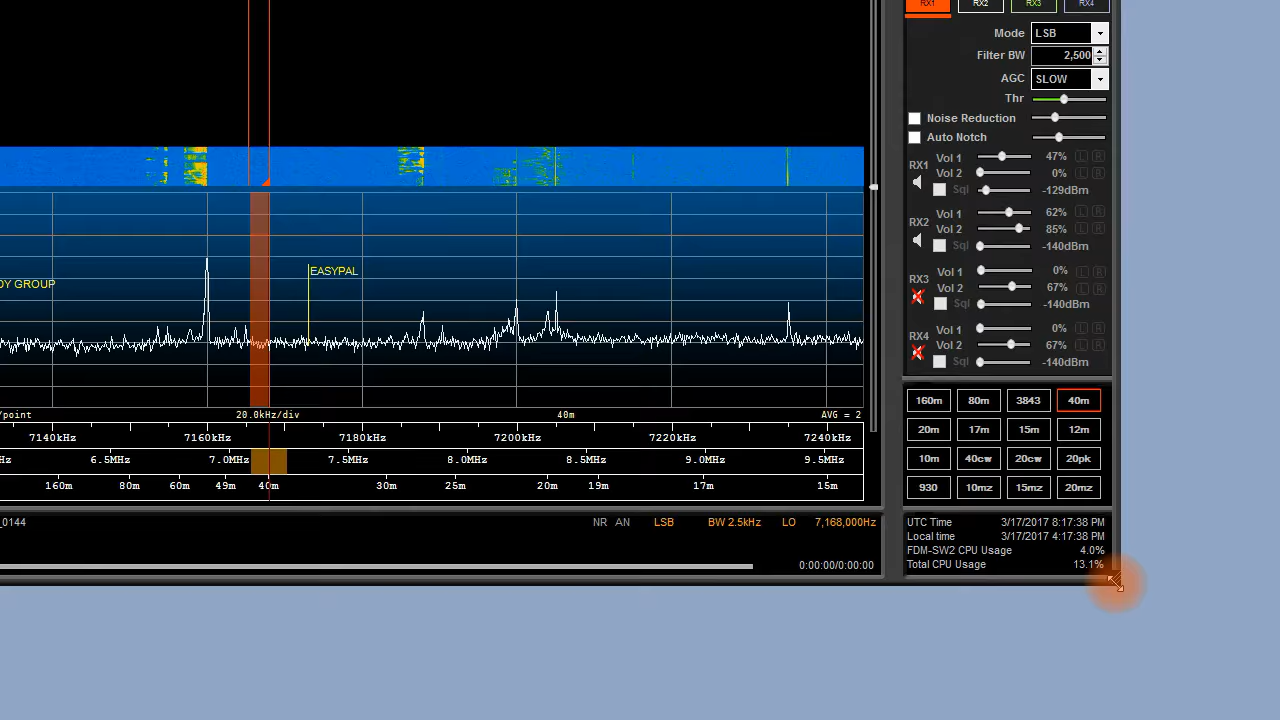 RX1 RX2 RX3 RX4
Mode LSB
Filter BW 2,500
AGC SLOW
Thr
Noise Reduction
Auto Notch
RX1 Vol 1 47% L R
Vol 2 0%
Sql -129dBm
RX2 Vol 1 62% L R
Vol 2 85% L R
Sql -140dBm
RX3 Vol 1 0% L R
Vol 2 67% L R
Sql -140dBm
RX4 Vol 1 0%
Vol 2 67% L R
Sql -140dBm
EASYPAL
DY GROUP
/point 20.0kHz/div 40m AVG = 2
7140kHz 7160kHz 7180kHz 7200kHz 7220kHz 7240kHz
Hz 6.5MHz 7.0MHz 7.5MHz 8.0MHz 8.5MHz 9.0MHz 9.5MHz
160m 80m 60m 49m 40m 30m 25m 20m 19m 17m 15m
160m 80m 3843 40m
20m 17m 15m 12m
10m 40cw 20cw 20pk
930 10mz 15mz 20mz
_0144 NR AN LSB BW 2.5kHz LO 7,168,000Hz
0:00:00/0:00:00
UTC Time 3/17/2017 8:17:38 PM
Local time 3/17/2017 4:17:38 PM
FDM-SW2 CPU Usage 4.0%
Total CPU Usage 13.1%